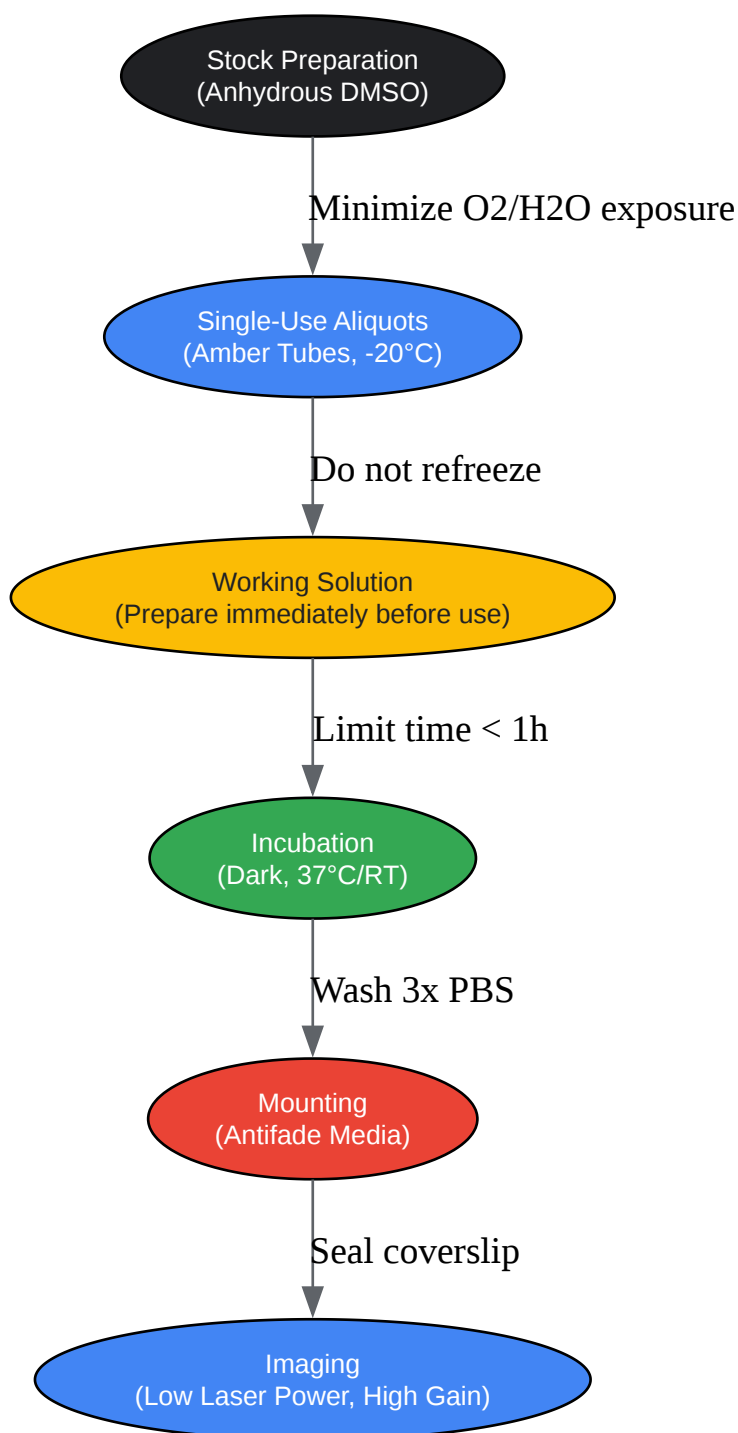 Stock Preparation
(Anhydrous DMSO)
Minimize O2/H2O exposure
Single-Use Aliquots
(Amber Tubes, -20°C)
Do not refreeze
Working Solution
(Prepare immediately before use)
Limit time < 1h
Incubation
(Dark, 37°C/RT)
Wash 3x PBS
Mounting
(Antifade Media)
Seal coverslip
Imaging
(Low Laser Power, High Gain)